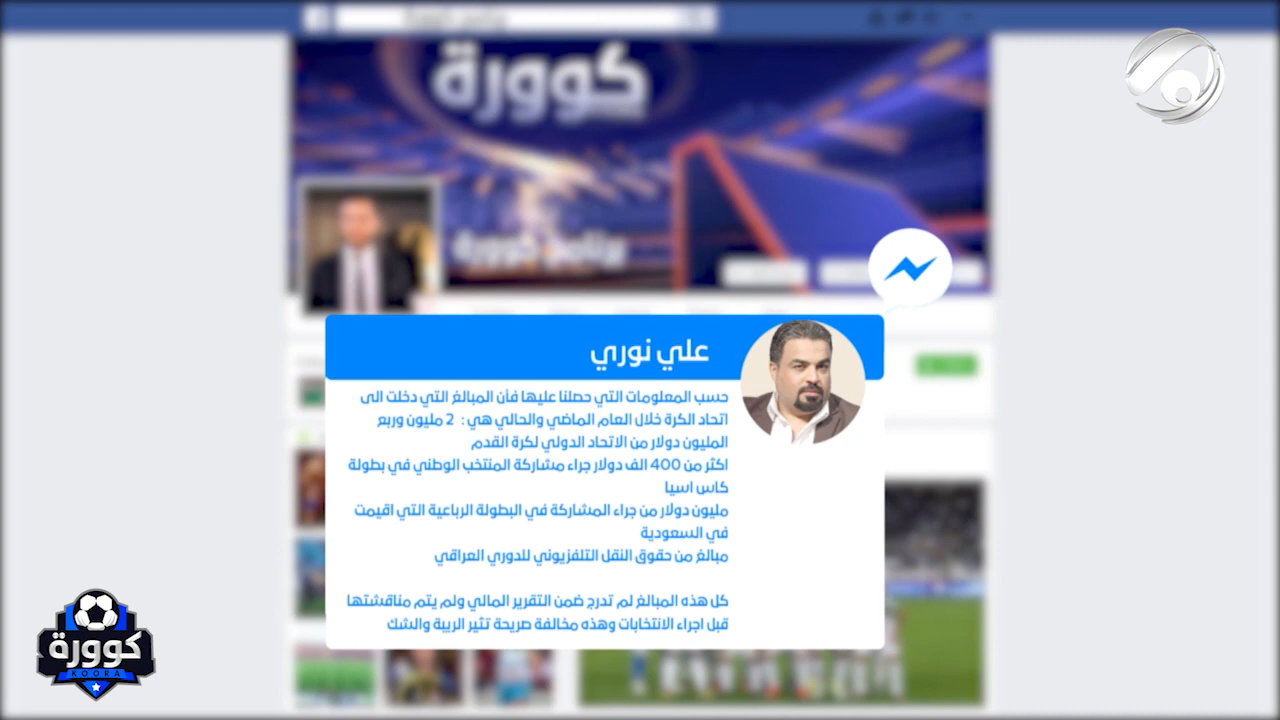 كوورة
برنامج كوورة
علي نوري
حسب المعلومات التي حصلنا عليها فأن المبالغ التي دخلت الى
اتحاد الكرة خلال العام الماضي والحالي هي : 2 مليون وربع
المليون دولار من الاتحاد الدولي لكرة القدم
اكثر من 400 الف دولار جراء مشاركة المنتخب الوطني في بطولة
كاس اسيا
مليون دولار من جراء المشاركة في البطولة الرباعية التي اقيمت
في السعودية
مبالغ من حقوق النقل التلفزيوني للدوري العراقي
كل هذه المبالغ لم تدرج ضمن التقرير المالي ولم يتم مناقشتها
قبل اجراء الانتخابات وهذه مخالفة صريحة تثير الريبة والشك
كوورة
KOORA